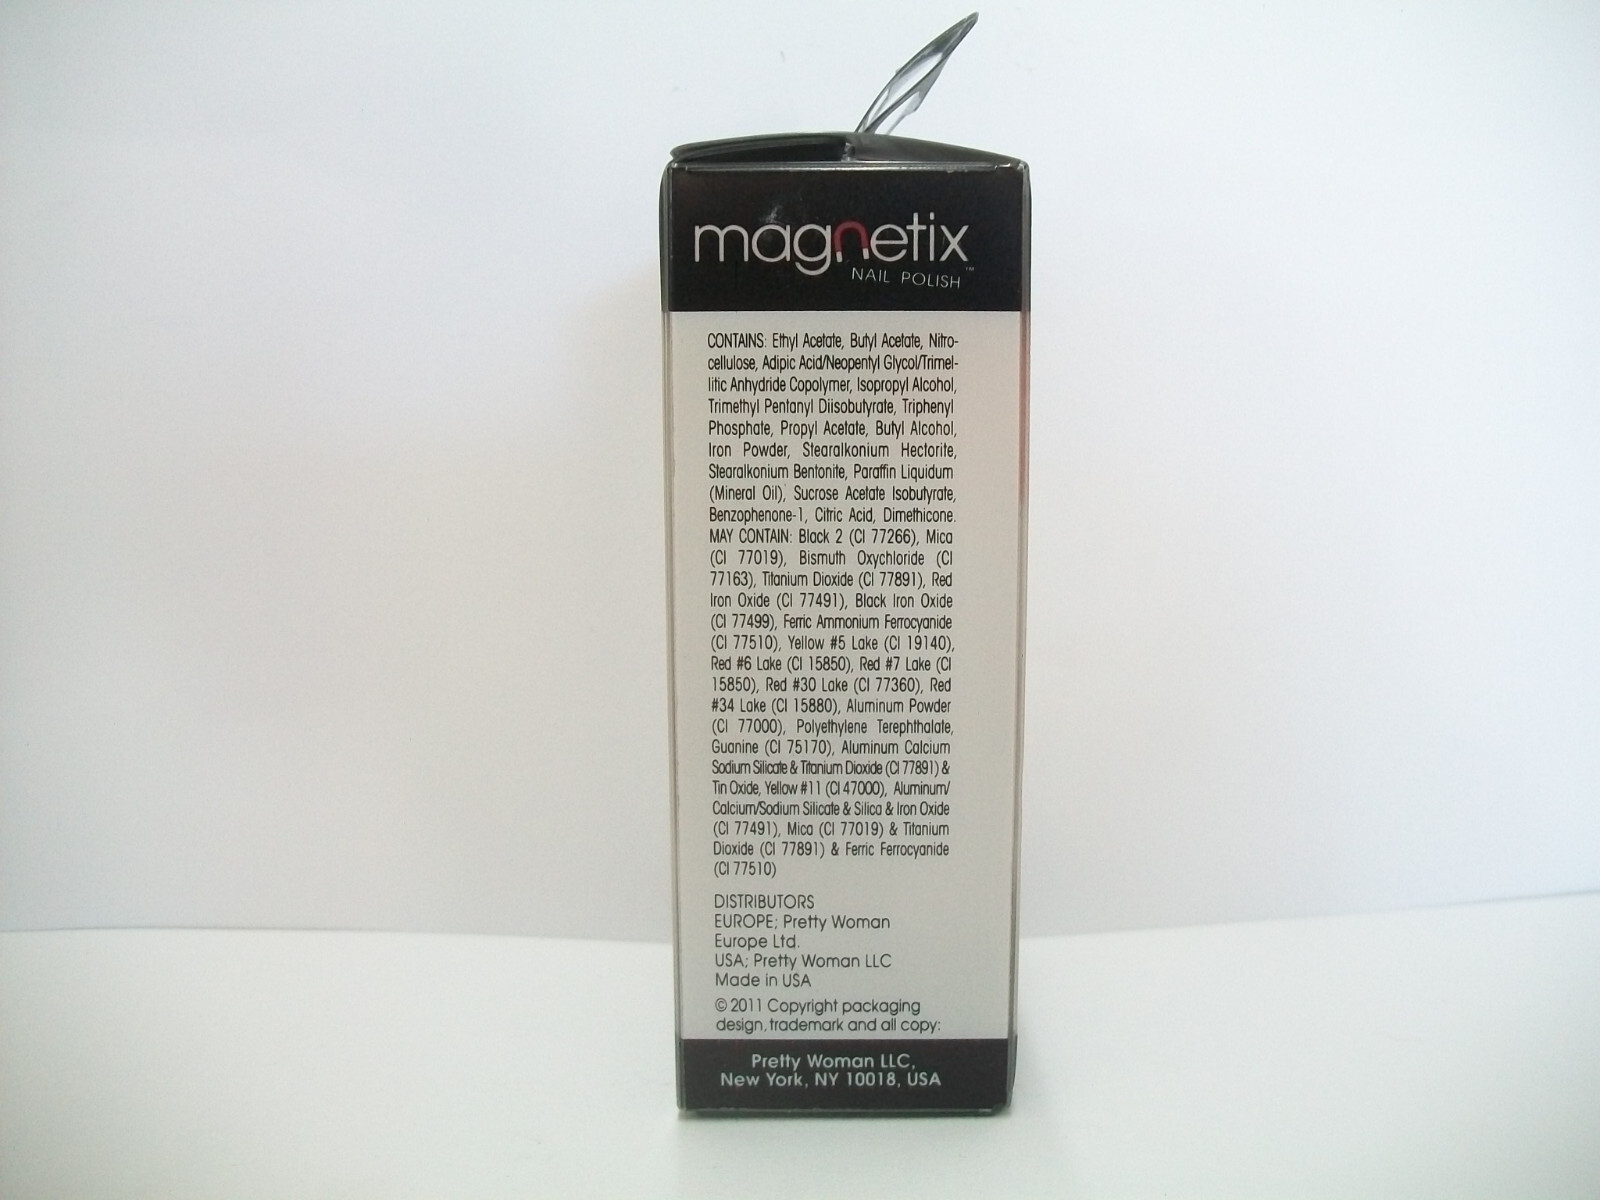 magnetix™
NAIL POLISH
CONTAINS: Ethyl Acetate, Butyl Acetate, Nitro-
cellulose, Adipic Acid/Neopentyl Glycol/Trimel-
litic Anhydride Copolymer, Isopropyl Alcohol,
Trimethyl Pentanyl Diisobutyrate, Triphenyl
Phosphate, Propyl Acetate, Butyl Alcohol,
Iron Powder, Stearalkonium Hectorite,
Stearalkonium Bentonite, Paraffin Liquidum
(Mineral Oil), Sucrose Acetate Isobutyrate,
Benzophenone-1, Citric Acid, Dimethicone.
MAY CONTAIN: Black 2 (CI 77266), Mica
(CI 77019), Bismuth Oxychloride (CI
77163), Titanium Dioxide (CI 77891), Red
Iron Oxide (CI 77491), Black Iron Oxide
(CI 77499), Ferric Ammonium Ferrocyanide
(CI 77510), Yellow #5 Lake (CI 19140),
Red #6 Lake (CI 15850), Red #7 Lake (CI
15850), Red #30 Lake (CI 77360), Red
#34 Lake (CI 15880), Aluminum Powder
(CI 77000), Polyethylene Terephthalate,
Guanine (CI 75170), Aluminum Calcium
Sodium Silicate & Titanium Dioxide (CI 77891) &
Tin Oxide, Yellow #11 (CI 47000), Aluminum/
Calcium/Sodium Silicate & Silica & Iron Oxide
(CI 77491), Mica (CI 77019) & Titanium
Dioxide (CI 77891) & Ferric Ferrocyanide
(CI 77510)
DISTRIBUTORS
EUROPE; Pretty Woman
Europe Ltd.
USA; Pretty Woman LLC
Made in USA
© 2011 Copyright packaging
design, trademark and all copy:
Pretty Woman LLC,
New York, NY 10018, USA